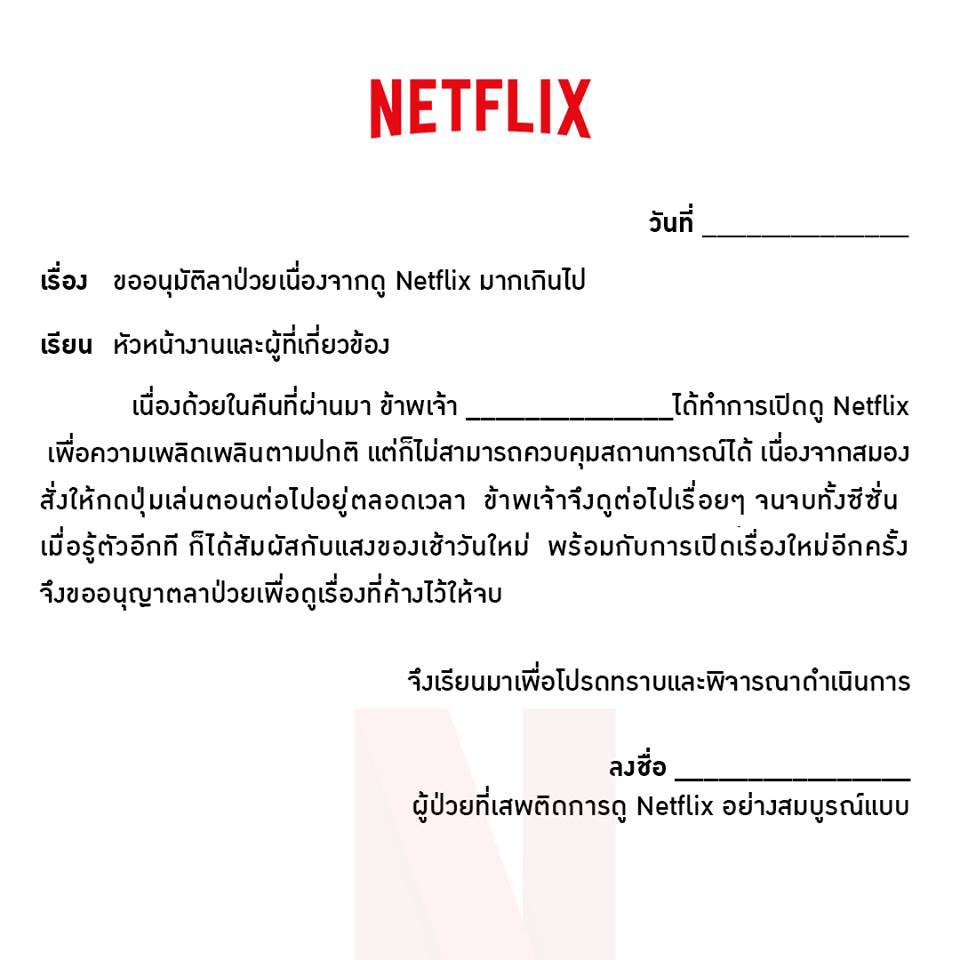 NETFLIX
วันที่ ______________
เรื่อง ขออนุมัติลาป่วยเนื่องจากดู Netflix มากเกินไป
เรียน หัวหน้างานและผู้ที่เกี่ยวข้อง
เนื่องด้วยในคืนที่ผ่านมา ข้าพเจ้า ______________ได้ทำการเปิดดู Netflix
เพื่อความเพลิดเพลินตามปกติ แต่ก็ไม่สามารถควบคุมสถานการณ์ได้ เนื่องจากสมอง
สั่งให้กดปุ่มเล่นตอนต่อไปอยู่ตลอดเวลา ข้าพเจ้าจึงดูต่อไปเรื่อยๆ จนจบทั้งซีซั่น
เมื่อรู้ตัวอีกที ก็ได้สัมผัสกับแสงของเช้าวันใหม่ พร้อมกับการเปิดเรื่องใหม่อีกครั้ง
จึงขออนุญาตลาป่วยเพื่อดูเรื่องที่ค้างไว้ให้จบ
จึงเรียนมาเพื่อโปรดทราบและพิจารณาดำเนินการ
ลงชื่อ ________________
ผู้ป่วยที่เสพติดการดู Netflix อย่างสมบูรณ์แบบ